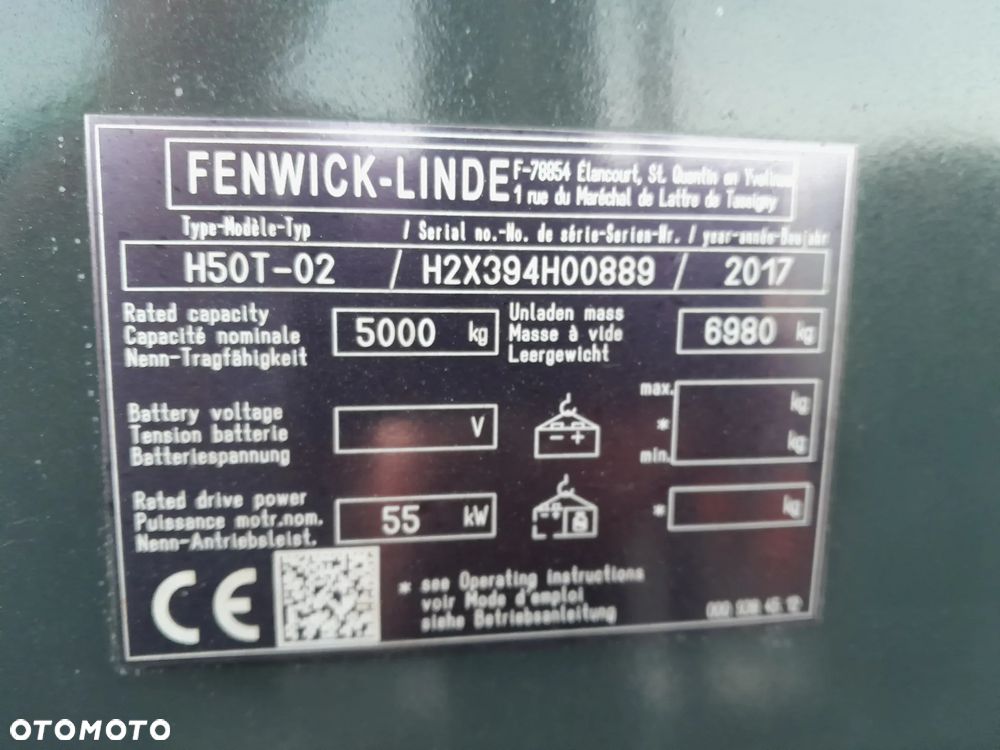 FENWICK-LINDE
F-78854 Élancourt, St. Quentin en Yvelines
1 rue du Maréchal de Lattre de Tassigny
Type-Modèle-Typ / Serial no.-No. de série-Serien-Nr. / year-année-Baujahr
H50T-02 / H2X394H00889 / 2017
Rated capacity
Capacité nominale
Nenn-Tragfähigkeit
5000 kg
Unladen mass
Masse à vide
Leergewicht
6980 kg
Battery voltage
Tension batterie
Batteriespannung
V
- +
max. kg
*
min. kg
Rated drive power
Puissance motr.nom.
Nenn-Antriebsleist.
55 kW
* kg
CE
* see Operating Instructions
voir Mode d'emploi
siehe Betriebsanleitung
000 938 45 12
OTOMOTO